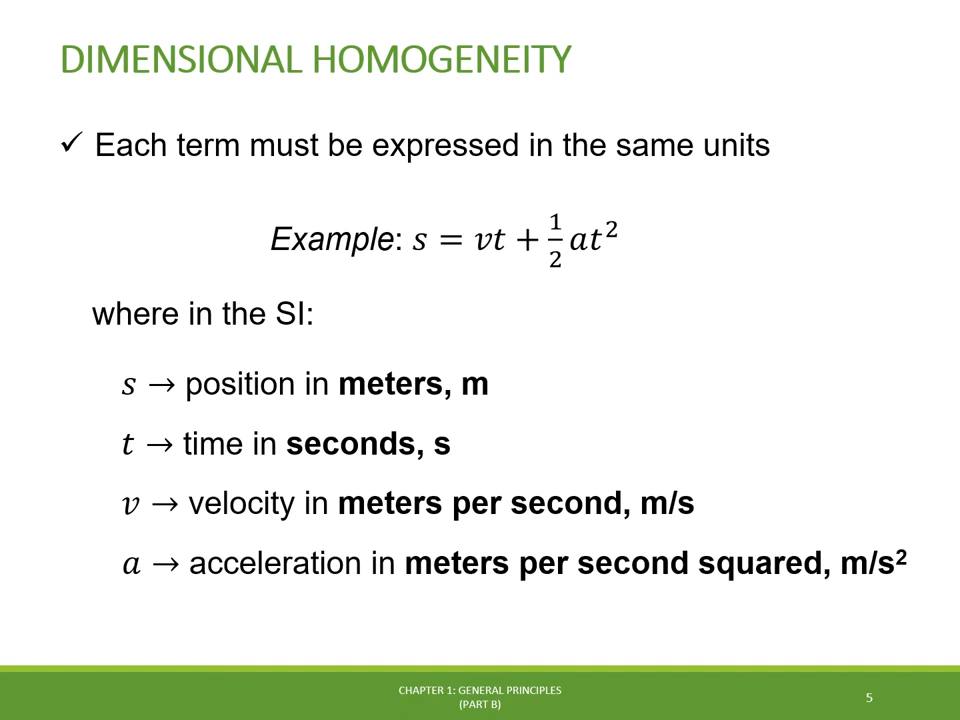 DIMENSIONAL HOMOGENEITY
✓ Each term must be expressed in the same units
Example: s = vt + 1/2 at²
where in the SI:
s → position in meters, m
t → time in seconds, s
v → velocity in meters per second, m/s
a → acceleration in meters per second squared, m/s²
CHAPTER 1: GENERAL PRINCIPLES
(PART B)
5